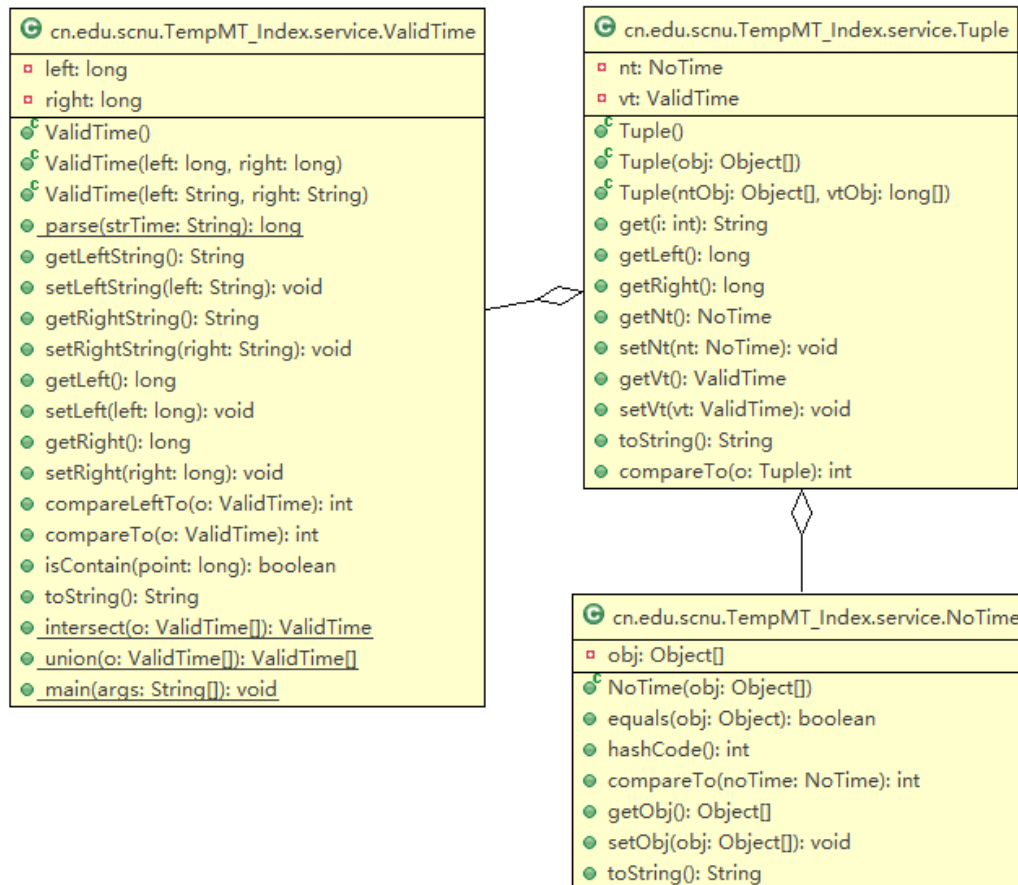 cn.edu.scnu.TempMT_Index.service.ValidTime
left: long
right: long
ValidTime()
ValidTime(left: long, right: long)
ValidTime(left: String, right: String)
parse(strTime: String): long
getLeftString(): String
setLeftString(left: String): void
getRightString(): String
setRightString(right: String): void
getLeft(): long
setLeft(left: long): void
getRight(): long
setRight(right: long): void
compareLeftTo(o: ValidTime): int
compareTo(o: ValidTime): int
isContain(point: long): boolean
toString(): String
intersect(o: ValidTime[]): ValidTime
union(o: ValidTime[]): ValidTime[]
main(args: String[]): void
cn.edu.scnu.TempMT_Index.service.Tuple
nt: NoTime
vt: ValidTime
Tuple()
Tuple(obj: Object[])
Tuple(ntObj: Object[], vtObj: long[])
get(i: int): String
getLeft(): long
getRight(): long
getNt(): NoTime
setNt(nt: NoTime): void
getVt(): ValidTime
setVt(vt: ValidTime): void
toString(): String
compareTo(o: Tuple): int
cn.edu.scnu.TempMT_Index.service.NoTime
obj: Object[]
NoTime(obj: Object[])
equals(obj: Object): boolean
hashCode(): int
compareTo(noTime: NoTime): int
getObj(): Object[]
setObj(obj: Object[]): void
toString(): String